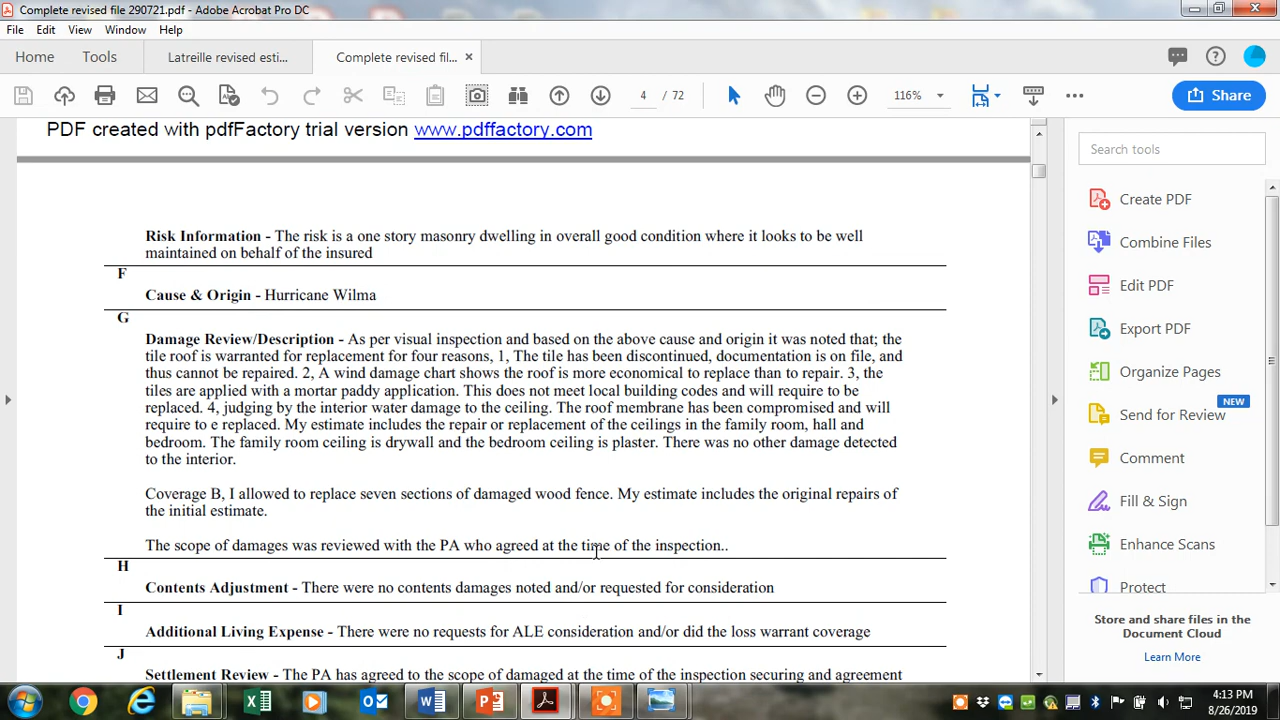 Complete revised file 290721.pdf - Adobe Acrobat Pro DC
File Edit View Window Help
Home Tools Latreille revised esti... Complete revised fil... ×
4 / 72 116% Share
PDF created with pdfFactory trial version www.pdffactory.com
Risk Information - The risk is a one story masonry dwelling in overall good condition where it looks to be well
maintained on behalf of the insured
F
Cause & Origin - Hurricane Wilma
G
Damage Review/Description - As per visual inspection and based on the above cause and origin it was noted that; the
tile roof is warranted for replacement for four reasons, 1, The tile has been discontinued, documentation is on file, and
thus cannot be repaired. 2, A wind damage chart shows the roof is more economical to replace than to repair. 3, the
tiles are applied with a mortar paddy application. This does not meet local building codes and will require to be
replaced. 4, judging by the interior water damage to the ceiling. The roof membrane has been compromised and will
require to e replaced. My estimate includes the repair or replacement of the ceilings in the family room, hall and
bedroom. The family room ceiling is drywall and the bedroom ceiling is plaster. There was no other damage detected
to the interior.
Coverage B, I allowed to replace seven sections of damaged wood fence. My estimate includes the original repairs of
the initial estimate.
The scope of damages was reviewed with the PA who agreed at the time of the inspection..
H
Contents Adjustment - There were no contents damages noted and/or requested for consideration
I
Additional Living Expense - There were no requests for ALE consideration and/or did the loss warrant coverage
J
Settlement Review - The PA has agreed to the scope of damaged at the time of the inspection securing and agreement
Search tools
Create PDF
Combine Files
Edit PDF
Export PDF
Organize Pages
NEW
Send for Review
Comment
Fill & Sign
Enhance Scans
Protect
Store and share files in the
Document Cloud
Learn More
4:13 PM
8/26/2019